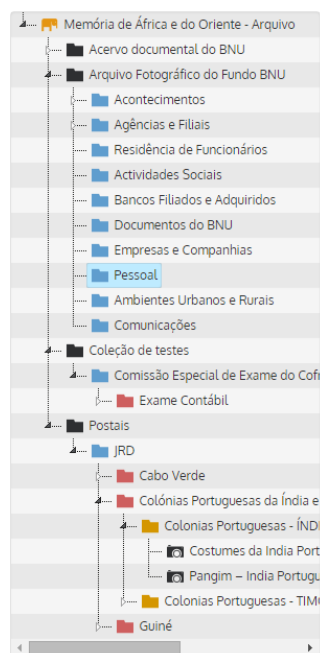 Memória de África e do Oriente - Arquivo
Acervo documental do BNU
Arquivo Fotográfico do Fundo BNU
Acontecimentos
Agências e Filiais
Residência de Funcionários
Actividades Sociais
Bancos Filiados e Adquiridos
Documentos do BNU
Empresas e Companhias
Pessoal
Ambientes Urbanos e Rurais
Comunicações
Coleção de testes
Comissão Especial de Exame do Cofr
Exame Contábil
Postais
JRD
Cabo Verde
Colónias Portuguesas da Índia e
Colonias Portuguesas - ÍNDI
Costumes da India Port
Pangim – India Portugu
Colonias Portuguesas - TIMO
Guiné